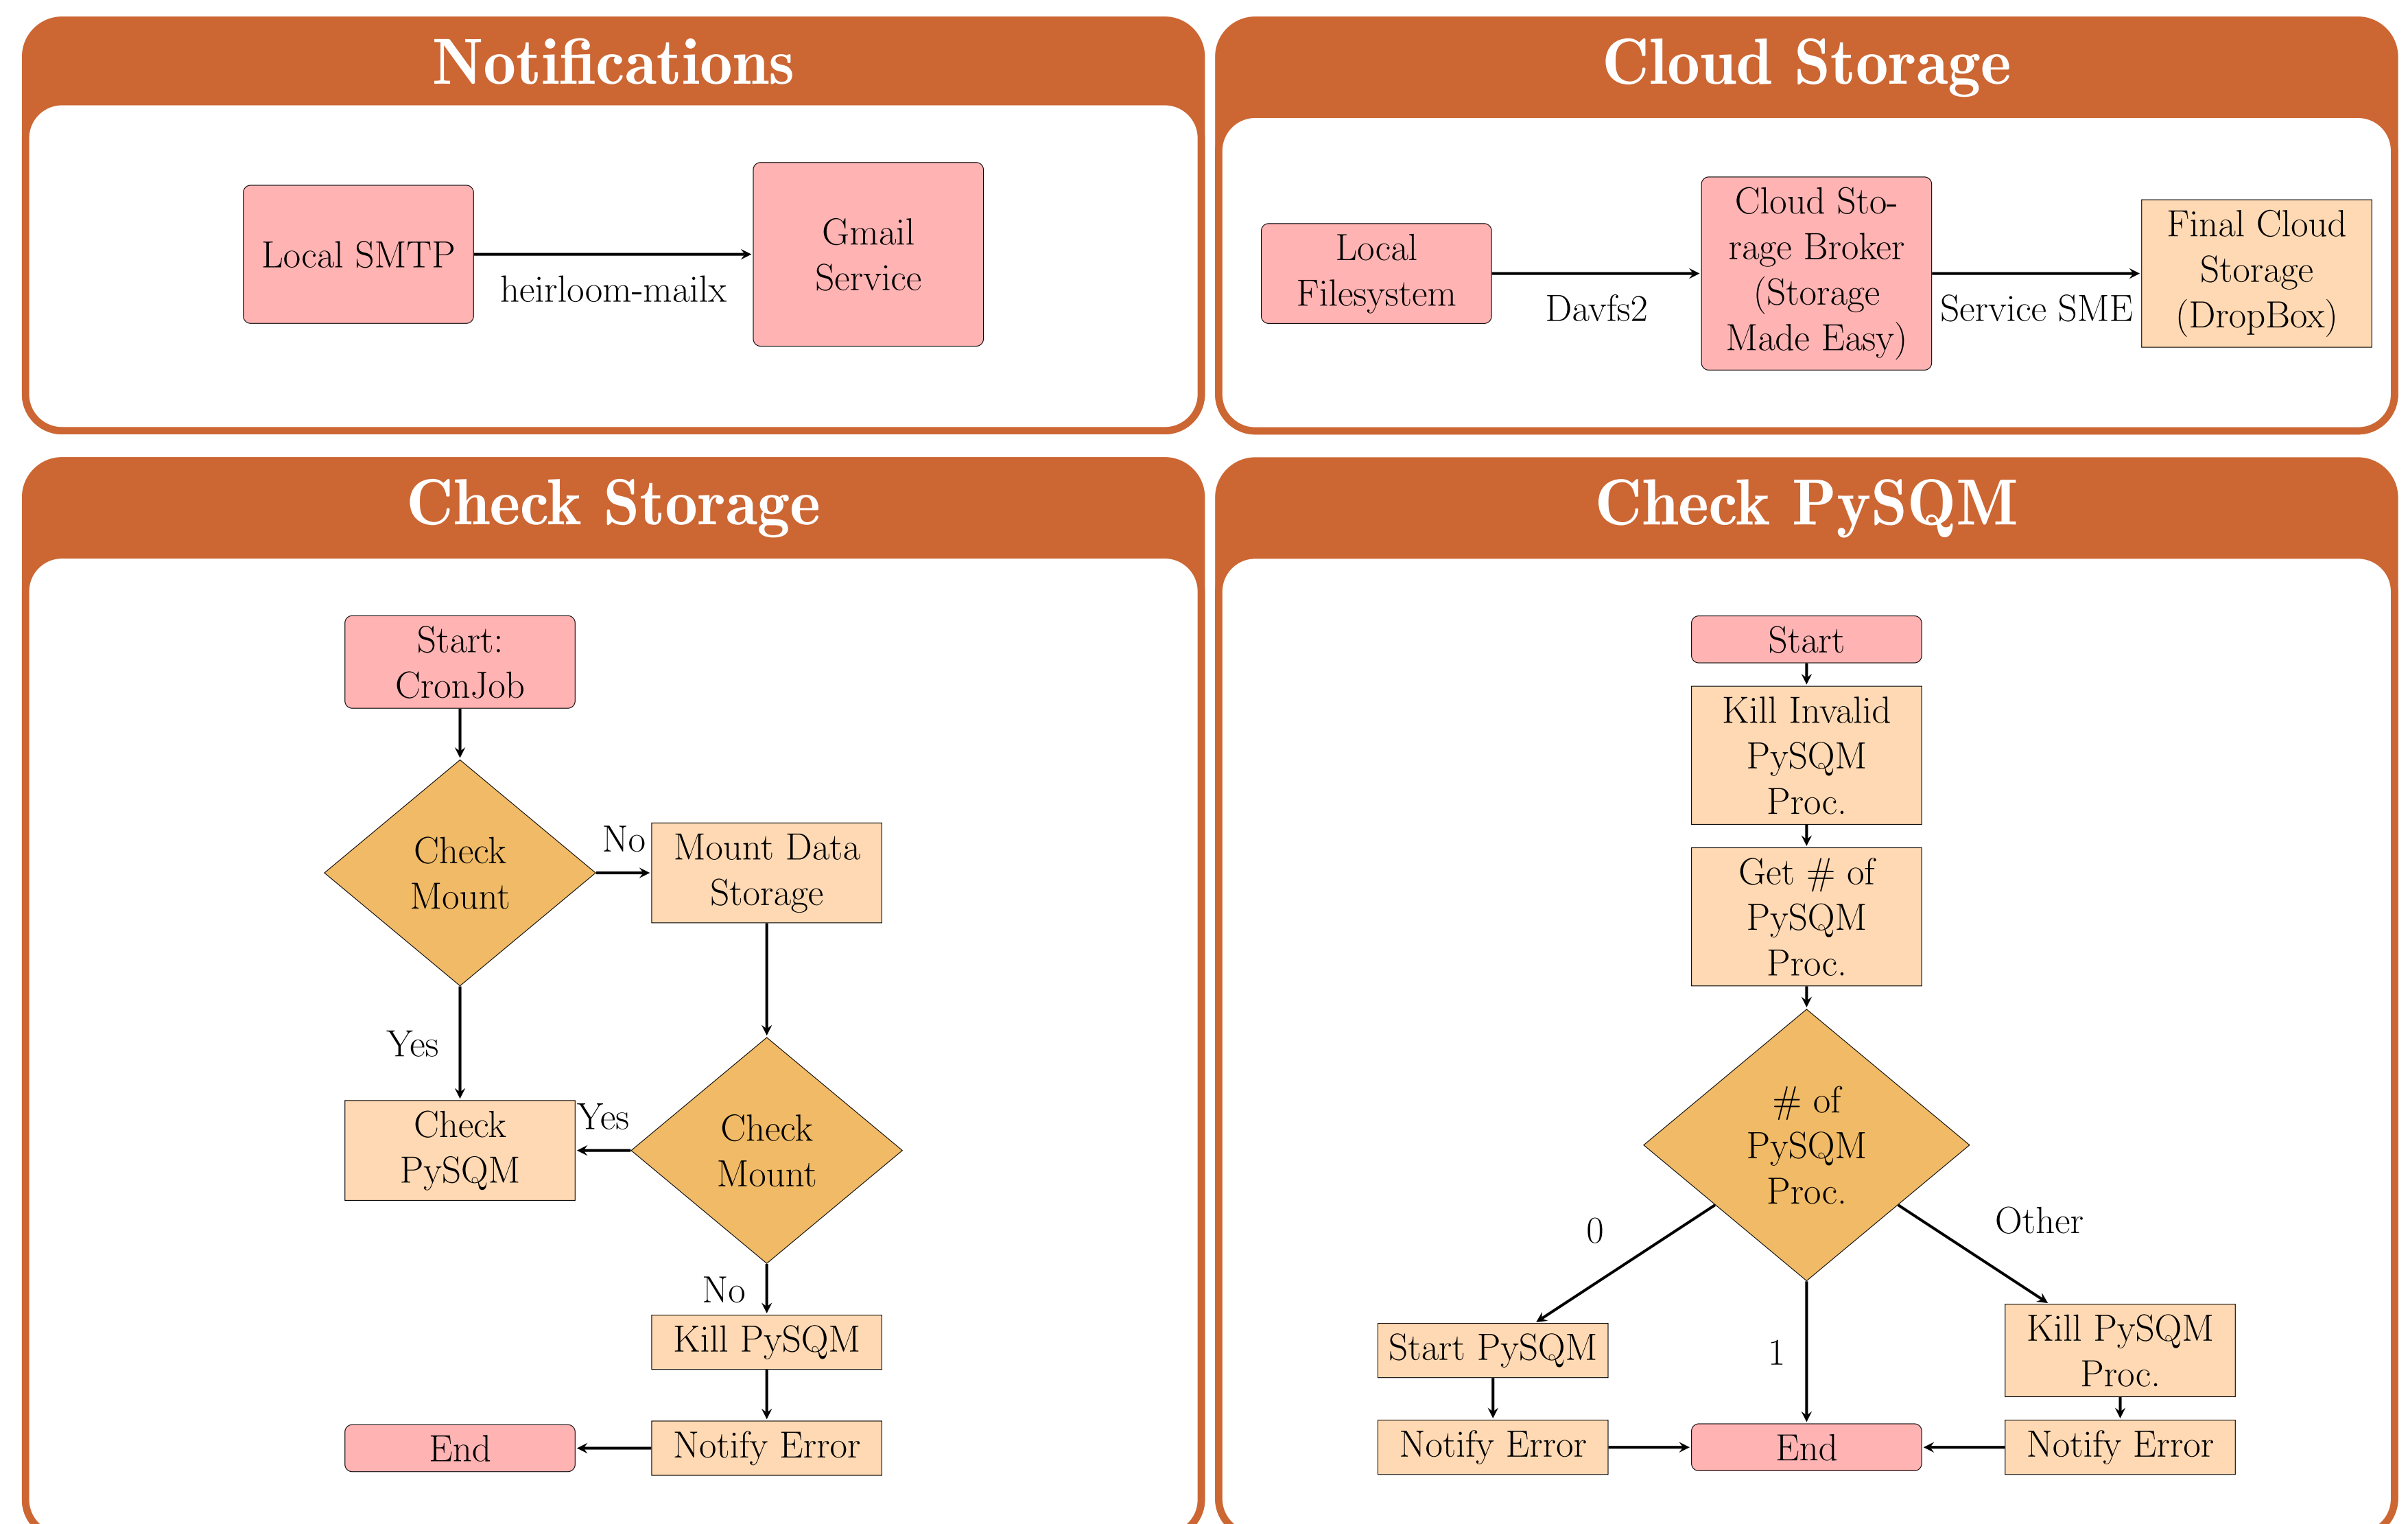 Notifications
Local SMTP
heirloom-mailx
Gmail
Service
Cloud Storage
Local
Filesystem
Davfs2
Cloud Sto-
rage Broker
(Storage
Made Easy)
Service SME
Final Cloud
Storage
(DropBox)
Check Storage
Start:
CronJob
Check
Mount
No
Mount Data
Storage
Yes
Check
PySQM
Yes
Check
Mount
No
Kill PySQM
Notify Error
End
Check PySQM
Start
Kill Invalid
PySQM
Proc.
Get # of
PySQM
Proc.
# of
PySQM
Proc.
0
Other
1
Start PySQM
Kill PySQM
Proc.
Notify Error
End
Notify Error